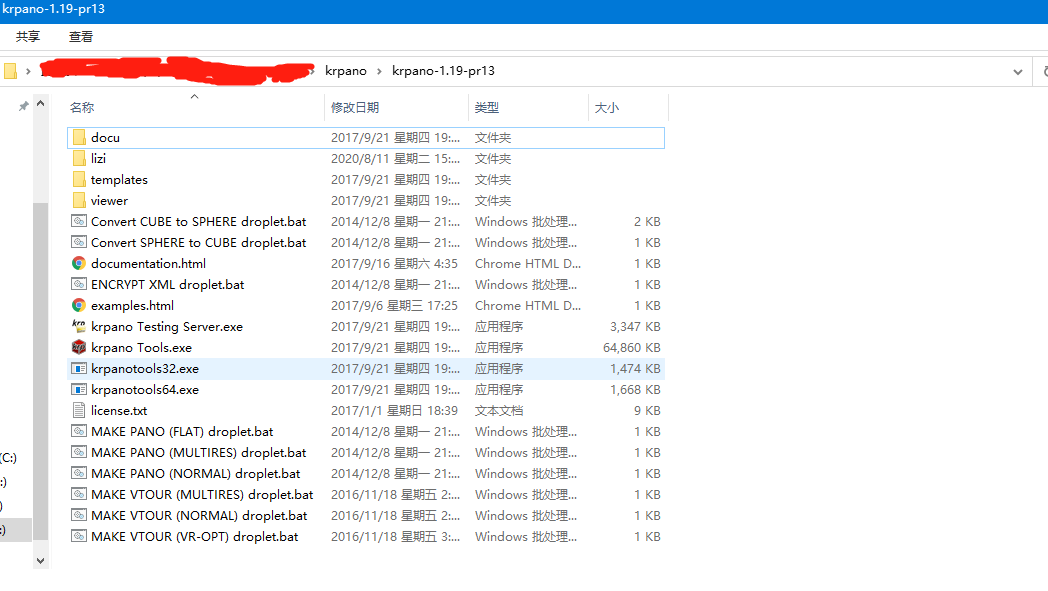 krpano-1.19-pr13
共享 查看
krpano krpano-1.19-pr13
名称 修改日期 类型 大小
docu 2017/9/21 星期四 19:... 文件夹
lizi 2020/8/11 星期二 15:... 文件夹
templates 2017/9/21 星期四 19:... 文件夹
viewer 2017/9/21 星期四 19:... 文件夹
Convert CUBE to SPHERE droplet.bat 2014/12/8 星期一 21:... Windows 批处理... 2 KB
Convert SPHERE to CUBE droplet.bat 2014/12/8 星期一 21:... Windows 批处理... 1 KB
documentation.html 2017/9/16 星期六 4:35 Chrome HTML D... 1 KB
ENCRYPT XML droplet.bat 2014/12/8 星期一 21:... Windows 批处理... 1 KB
examples.html 2017/9/6 星期三 17:25 Chrome HTML D... 1 KB
krpano Testing Server.exe 2017/9/21 星期四 19:... 应用程序 3,347 KB
krpano Tools.exe 2017/9/21 星期四 19:... 应用程序 64,860 KB
krpanotools32.exe 2017/9/21 星期四 19:... 应用程序 1,474 KB
krpanotools64.exe 2017/9/21 星期四 19:... 应用程序 1,668 KB
license.txt 2017/1/1 星期日 18:39 文本文档 9 KB
MAKE PANO (FLAT) droplet.bat 2014/12/8 星期一 21:... Windows 批处理... 1 KB
(C:) MAKE PANO (MULTIRES) droplet.bat 2014/12/8 星期一 21:... Windows 批处理... 1 KB
:) MAKE PANO (NORMAL) droplet.bat 2014/12/8 星期一 21:... Windows 批处理... 1 KB
) MAKE VTOUR (MULTIRES) droplet.bat 2016/11/18 星期五 2:... Windows 批处理... 1 KB
MAKE VTOUR (NORMAL) droplet.bat 2016/11/18 星期五 2:... Windows 批处理... 1 KB
:) MAKE VTOUR (VR-OPT) droplet.bat 2016/11/18 星期五 3:... Windows 批处理... 1 KB